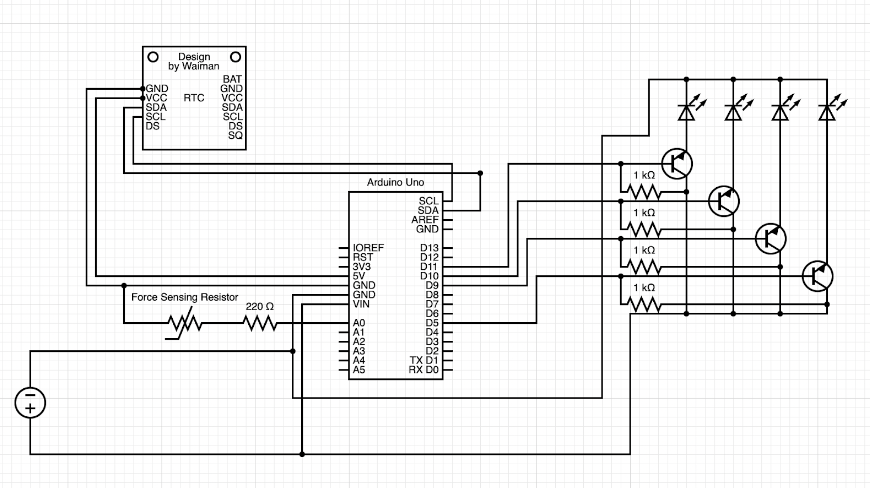 Design
by Waiman
BAT
GND GND
VCC RTC VCC
SDA SDA
SCL SCL
DS DS
SQ
Arduino Uno
SCL
SDA
AREF
GND
IOREF D13
RST D12
3V3 D11
5V D10
GND D9
GND D8
VIN D7
D6
A0 D5
A1 D4
A2 D3
A3 D2
A4 TX D1
A5 RX D0
Force Sensing Resistor
220 Ω
1 kΩ
1 kΩ
1 kΩ
1 kΩ
−
+